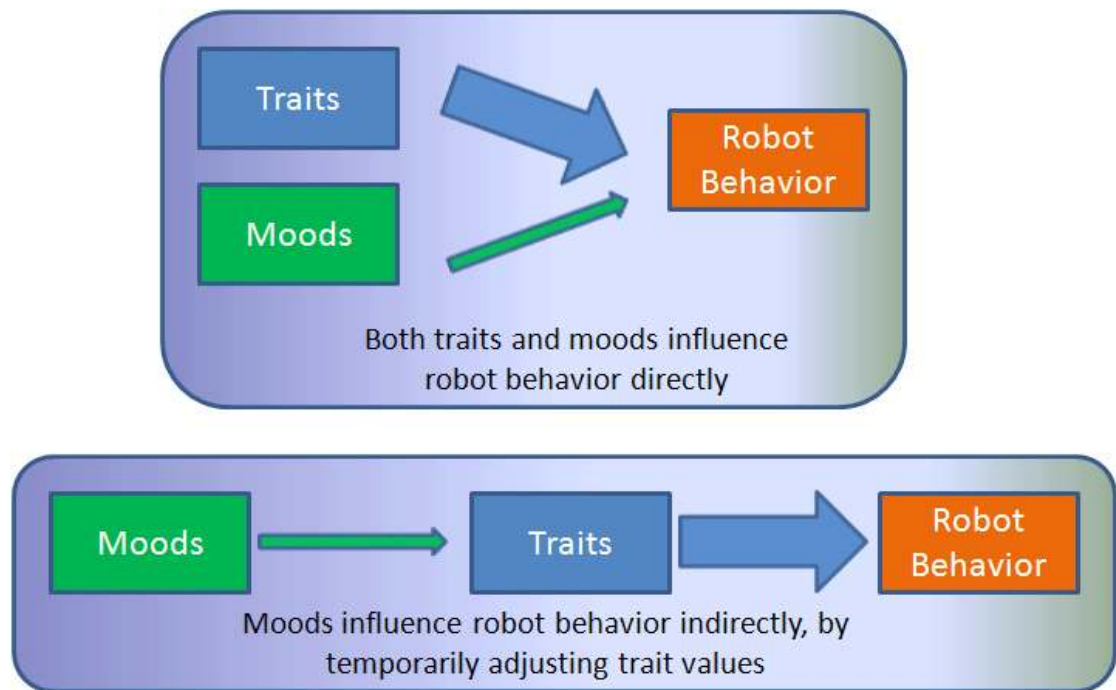 Traits
Robot
Behavior
Moods
Both traits and moods influence
robot behavior directly
Moods
Traits
Robot
Behavior
Moods influence robot behavior indirectly, by
temporarily adjusting trait values